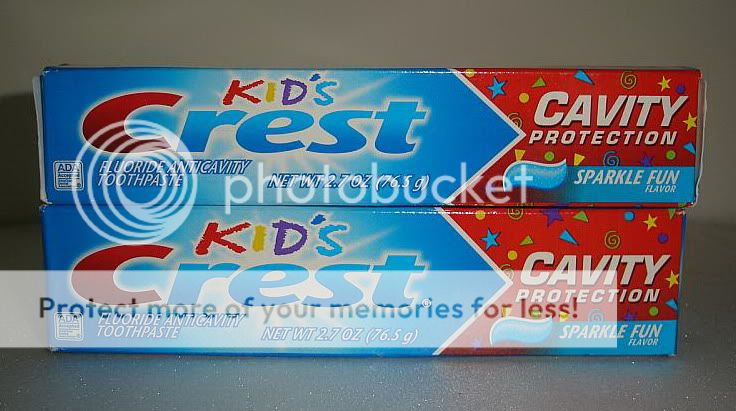 KID'S
Crest
CAVITY
PROTECTION
ADA
FLUORIDE ANTICAVITY
TOOTHPASTE
NET WT 2.7 OZ (76.5 g)
SPARKLE FUN
FLAVOR
photobucket
KID'S
Crest
CAVITY
PROTECTION
Protect more of your memories for less!
ADA
FLUORIDE ANTICAVITY
TOOTHPASTE
NET WT 2.7 OZ (76.5 g)
SPARKLE FUN
FLAVOR